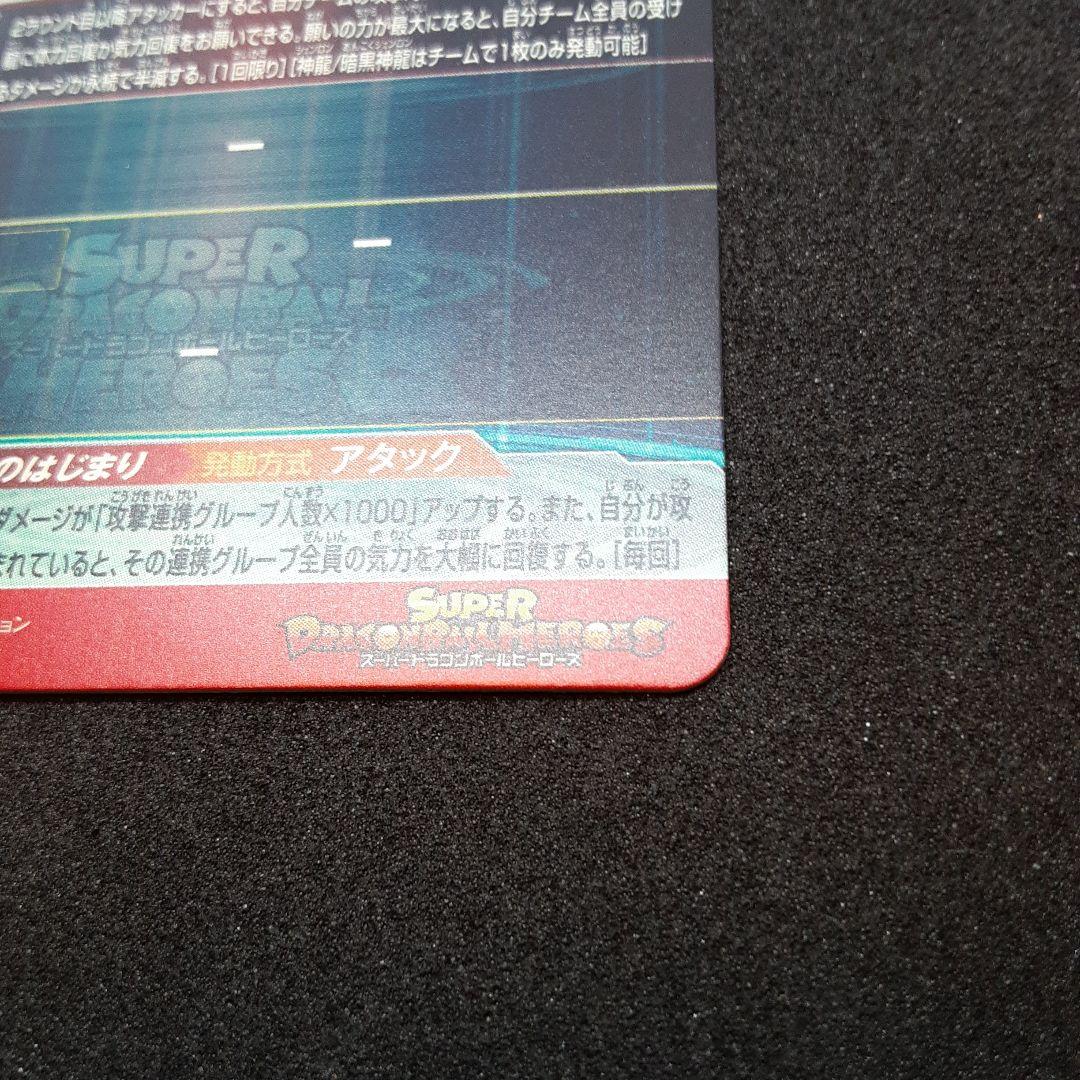 2ラウンド目以降アタッカーにすると、自分チームの
量に体力回復か気力回復をお願いできる。願いの力が最大になると、自分チーム全員の受け
るダメージが永続で半減する。[1回限り][神龍/暗黒神龍はチームで1枚のみ発動可能]
SUPER
DRAGONBALL
スーパードラゴンボールヒーローズ
HEROES
のはじまり 発動方式 アタック
ダメージが「攻撃連携グループ人数×1000」アップする。また、自分が攻
まれていると、その連携グループ全員の気力を大幅に回復する。[毎回]
ョン
SUPER
DRAGONBALL HEROES
スーパードラゴンボールヒーローズ